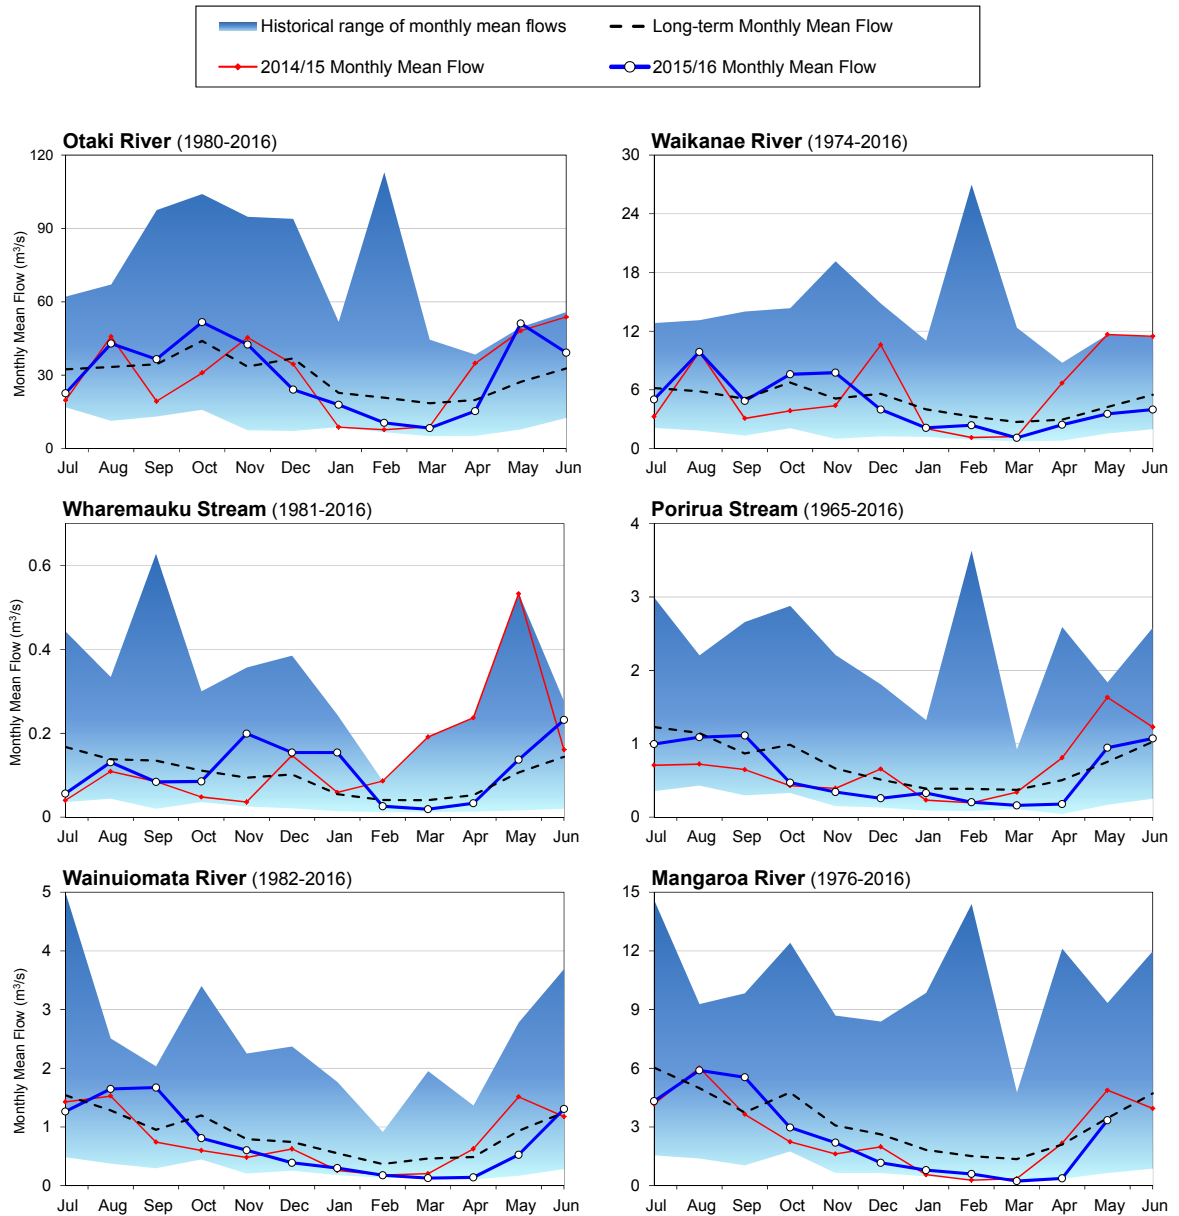 Historical range of monthly mean flows
Long-term Monthly Mean Flow
2014/15 Monthly Mean Flow
2015/16 Monthly Mean Flow
Otaki River (1980-2016)
Monthly Mean Flow (m³/s)
120
90
60
30
0
Jul Aug Sep Oct Nov Dec Jan Feb Mar Apr May Jun
Waikanae River (1974-2016)
30
24
18
12
6
0
Jul Aug Sep Oct Nov Dec Jan Feb Mar Apr May Jun
Wharemauku Stream (1981-2016)
Monthly Mean Flow (m³/s)
0.6
0.4
0.2
0
Jul Aug Sep Oct Nov Dec Jan Feb Mar Apr May Jun
Porirua Stream (1965-2016)
4
3
2
1
0
Jul Aug Sep Oct Nov Dec Jan Feb Mar Apr May Jun
Wainuiomata River (1982-2016)
Monthly Mean Flow (m³/s)
5
4
3
2
1
0
Jul Aug Sep Oct Nov Dec Jan Feb Mar Apr May Jun
Mangaroa River (1976-2016)
15
12
9
6
3
0
Jul Aug Sep Oct Nov Dec Jan Feb Mar Apr May Jun